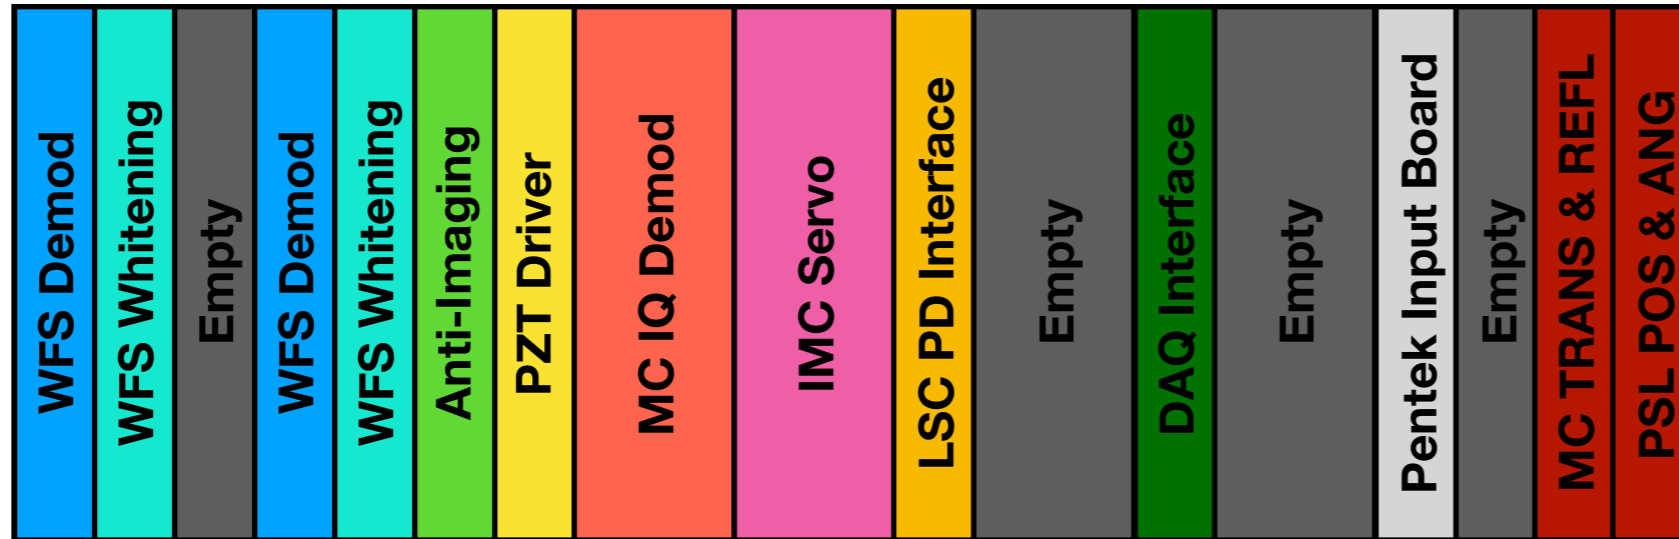 WFS Demod
WFS Whitening
Empty
WFS Demod
WFS Whitening
Anti-Imaging
PZT Driver
MC IQ Demod
IMC Servo
LSC PD Interface
Empty
DAQ Interface
Empty
Pentek Input Board
Empty
MC TRANS & REFL
PSL POS & ANG